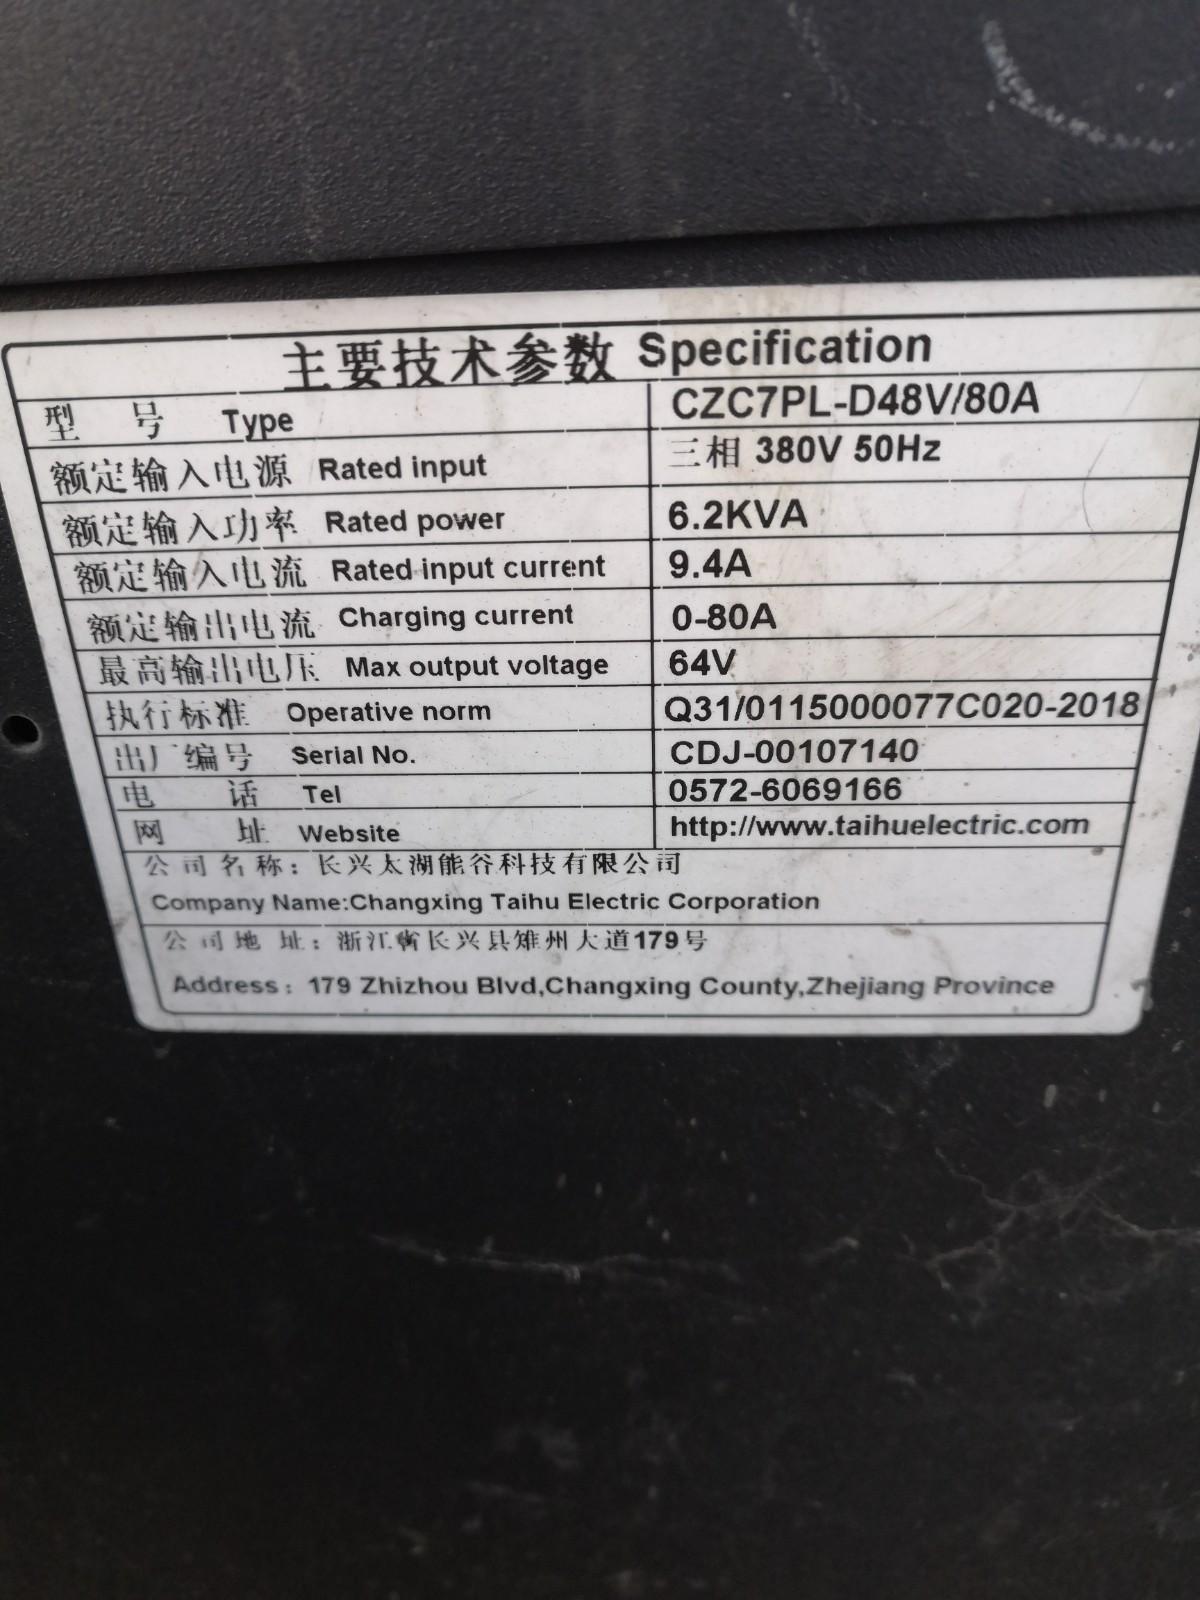 主要技术参数 Specification
型 号 Type CZC7PL-D48V/80A
额定输入电源 Rated input 三相 380V 50Hz
额定输入功率 Rated power 6.2KVA
额定输入电流 Rated input current 9.4A
额定输出电流 Charging current 0-80A
最高输出电压 Max output voltage 64V
执行标准 Operative norm Q31/0115000077C020-2018
出厂编号 Serial No. CDJ-00107140
电 话 Tel 0572-6069166
网 址 Website http://www.taihuelectric.com
公 司 名 称：长兴太湖能谷科技有限公司
Company Name:Changxing Taihu Electric Corporation
公 司 地 址：浙江省长兴县雉州大道179号
Address：179 Zhizhou Blvd,Changxing County,Zhejiang Province